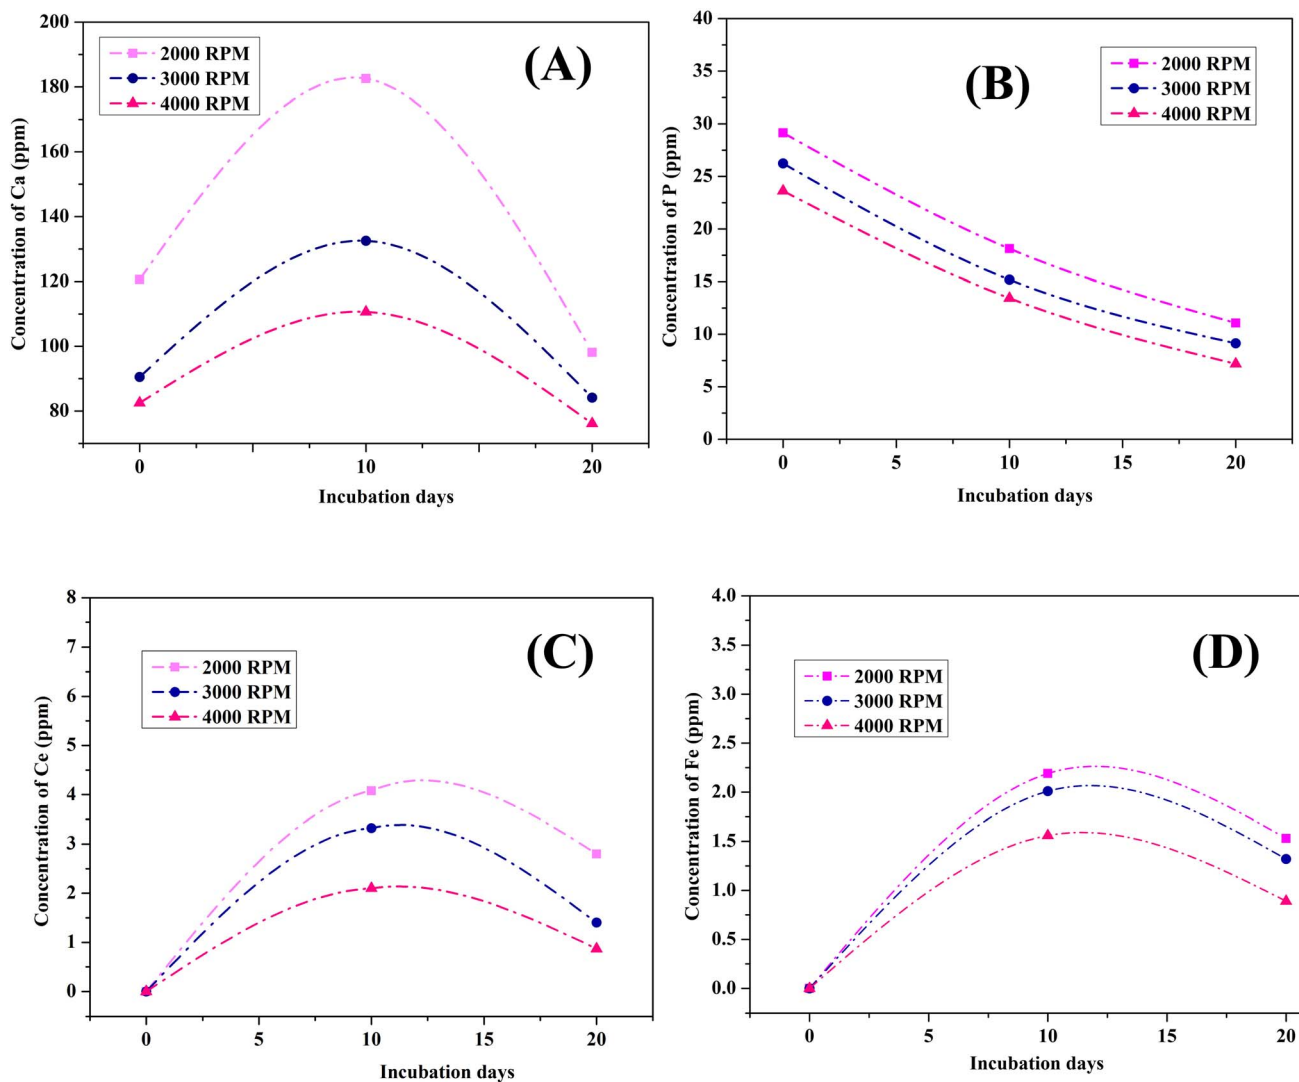 200
180
160
140
120
100
80
0
10
20
Concentration of Ca (ppm)
Incubation days
2000 RPM
3000 RPM
4000 RPM
(A)
40
35
30
25
20
15
10
5
0
0
5
10
15
20
Concentration of P (ppm)
Incubation days
2000 RPM
3000 RPM
4000 RPM
(B)
8
7
6
5
4
3
2
1
0
0
5
10
15
20
Concentration of Ce (ppm)
Incubation days
2000 RPM
3000 RPM
4000 RPM
(C)
4.0
3.5
3.0
2.5
2.0
1.5
1.0
0.5
0.0
0
5
10
15
20
Concentration of Fe (ppm)
Incubation days
2000 RPM
3000 RPM
4000 RPM
(D)